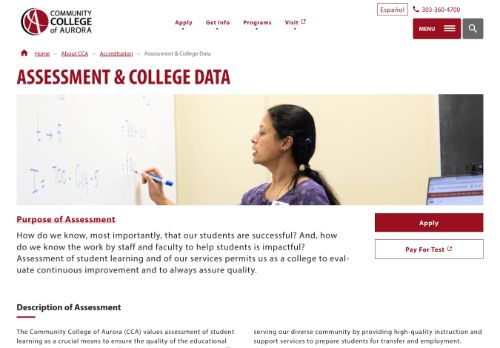 COMMUNITY
COLLEGE
of AURORA
Español
303-360-4700
Apply
Get Info
Programs
Visit
MENU
Home – About CCA – Accreditation – Assessment & College Data
ASSESSMENT & COLLEGE DATA
Purpose of Assessment
How do we know, most importantly, that our students are successful? And, how
do we know the work by staff and faculty to help students is impactful?
Assessment of student learning and of our services permits us as a college to eval-
uate continuous improvement and to always assure quality.
Apply
Pay For Test
Description of Assessment
The Community College of Aurora (CCA) values assessment of student
learning as a crucial means to ensure the quality of the educational
serving our diverse community by providing high-quality instruction and
support services to prepare students for transfer and employment.